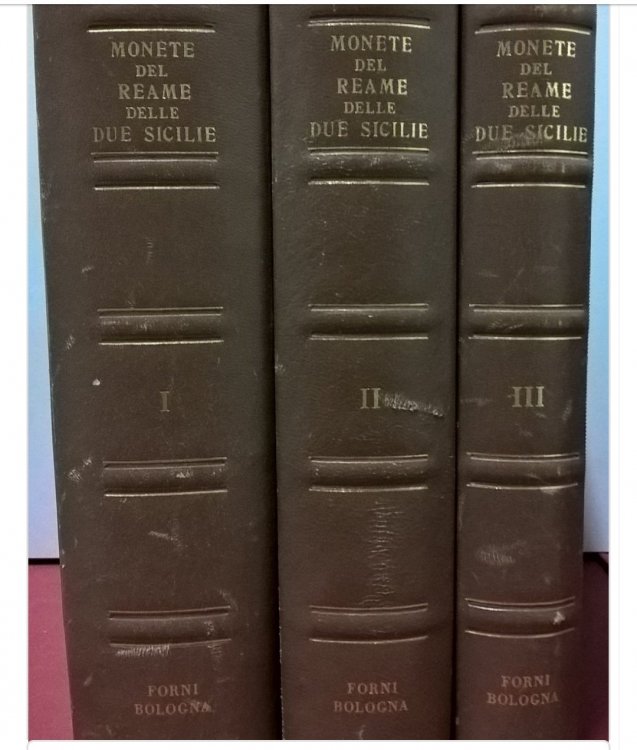 MONETE
DEL
REAME
DELLE
DUE SICILIE
I
FORNI
BOLOGNA
MONETE
DEL
REAME
DELLE
DUE SICILIE
II
FORNI
BOLOGNA
MONETE
DEL
REAME
DELLE
DUE SICILIE
III
FORNI
BOLOGNA